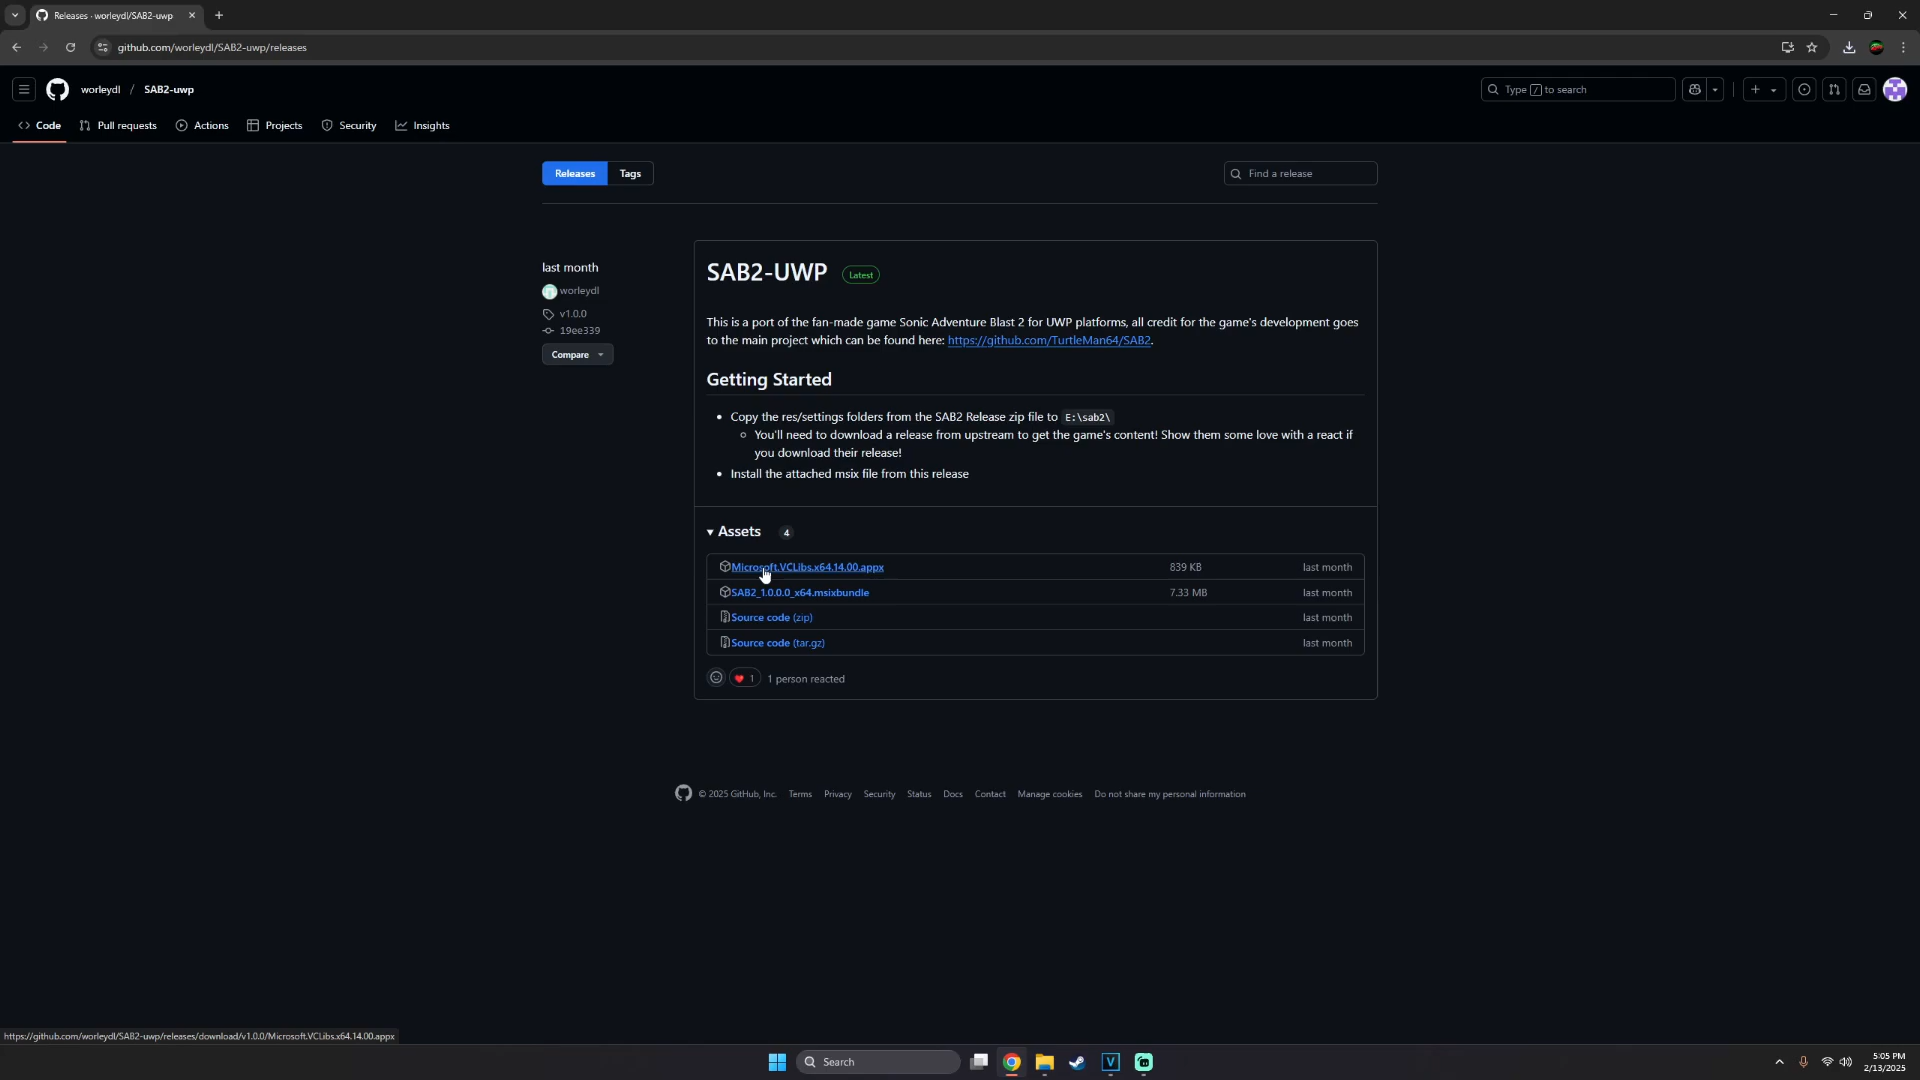 Releases · worleydl/SAB2-uwp
github.com/worleydl/SAB2-uwp/releases
worleydl / SAB2-uwp
Type / to search
Code
Pull requests
Actions
Projects
Security
Insights
Releases
Tags
Find a release
last month
worleydl
v1.0.0
19ee339
Compare
SAB2-UWP
Latest
This is a port of the fan-made game Sonic Adventure Blast 2 for UWP platforms, all credit for the game's development goes
to the main project which can be found here: https://github.com/TurtleMan64/SAB2.
Getting Started
Copy the res/settings folders from the SAB2 Release zip file to E:\sab2\
You'll need to download a release from upstream to get the game's content! Show them some love with a react if
you download their release!
Install the attached msix file from this release
Assets 4
Microsoft.VCLibs.x64.14.00.appx 839 KB last month
SAB2_1.0.0.0_x64.msixbundle 7.33 MB last month
Source code (zip) last month
Source code (tar.gz) last month
1 1 person reacted
© 2025 GitHub, Inc. Terms Privacy Security Status Docs Contact Manage cookies Do not share my personal information
https://github.com/worleydl/SAB2-uwp/releases/download/v1.0.0/Microsoft.VCLibs.x64.14.00.appx
Search
5:05 PM
2/13/2025